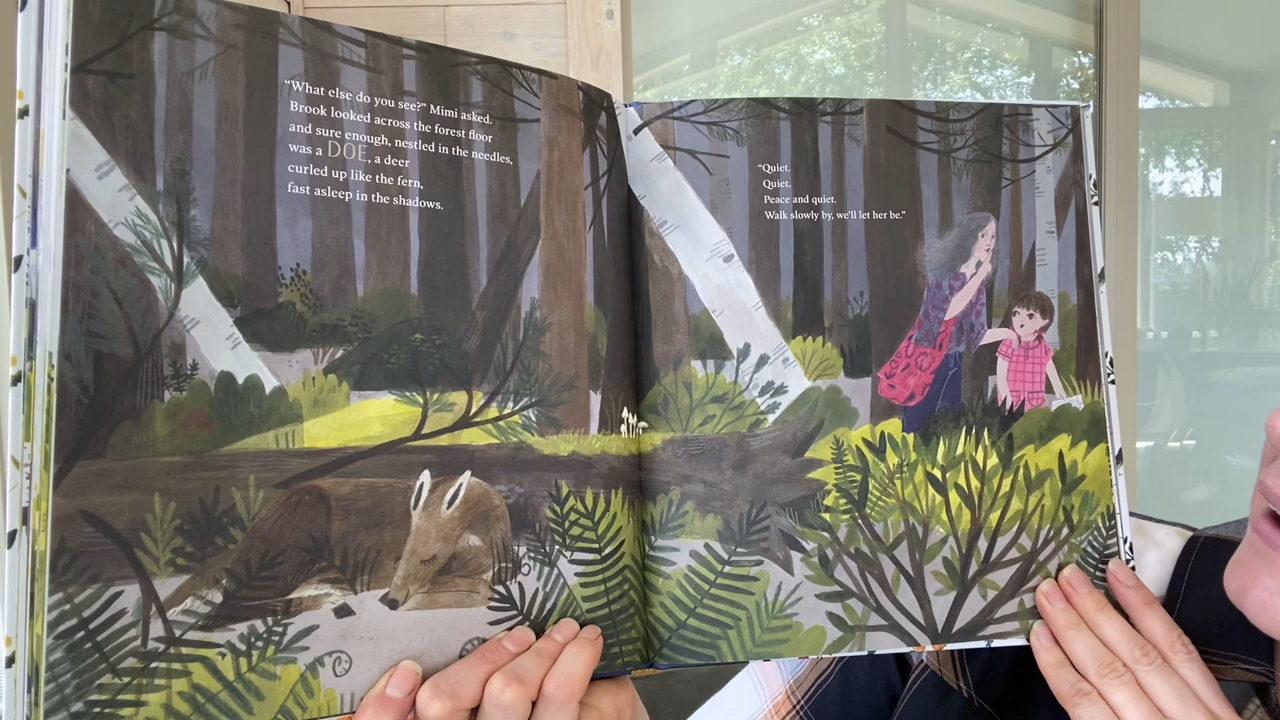 “What else do you see?” Mimi asked.
Brook looked across the forest floor
and sure enough, nestled in the needles,
was a DOE, a deer
curled up like the fern,
fast asleep in the shadows.
“Quiet.
Quiet.
Peace and quiet.
Walk slowly by, we’ll let her be.”